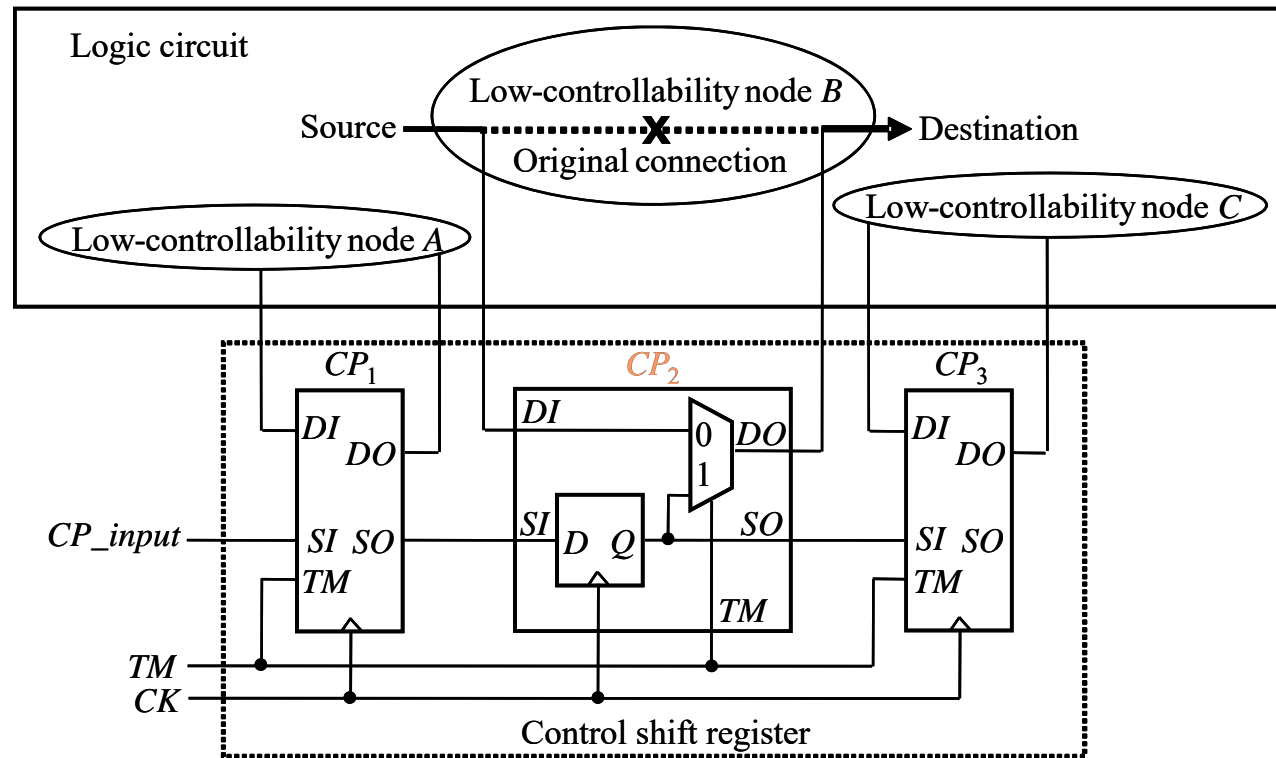 Logic circuit
Low-controllability node B
Source
Destination
Original connection
Low-controllability node A
Low-controllability node C
CP1
CP2
CP3
DI
DO
SI SO
TM
DI
0
1
DO
SI
D Q
SO
TM
DI
DO
SI SO
TM
CP_input
TM
CK
Control shift register